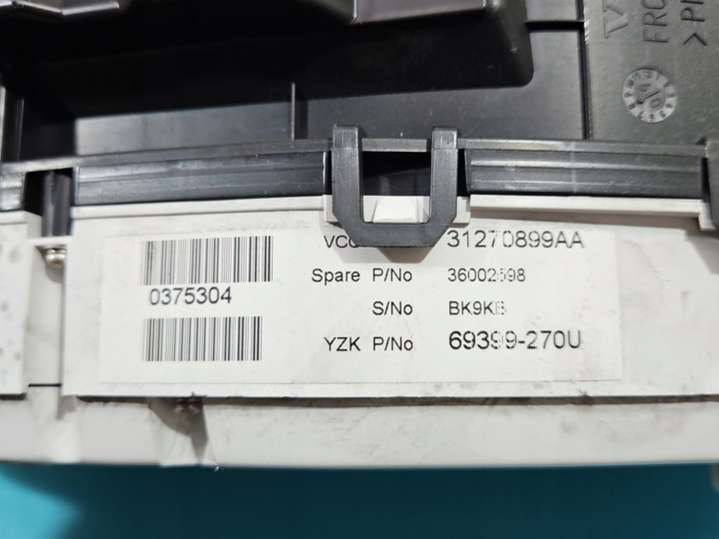 31270899AA
Spare P/No 36002598
0375304
S/No BK9KB
YZK P/No 69399-270U